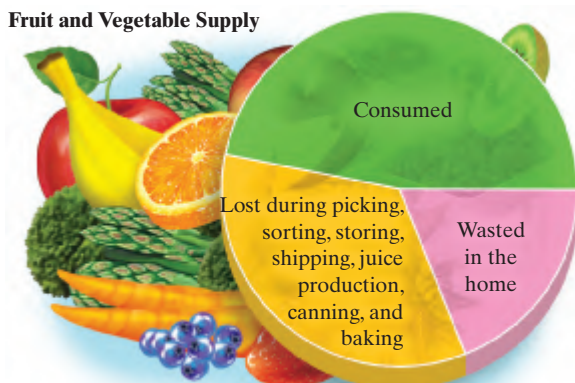 Fruit and Vegetable Supply
Consumed
Lost during picking,
sorting, storing,
shipping, juice
production,
canning, and
baking
Wasted
in the
home